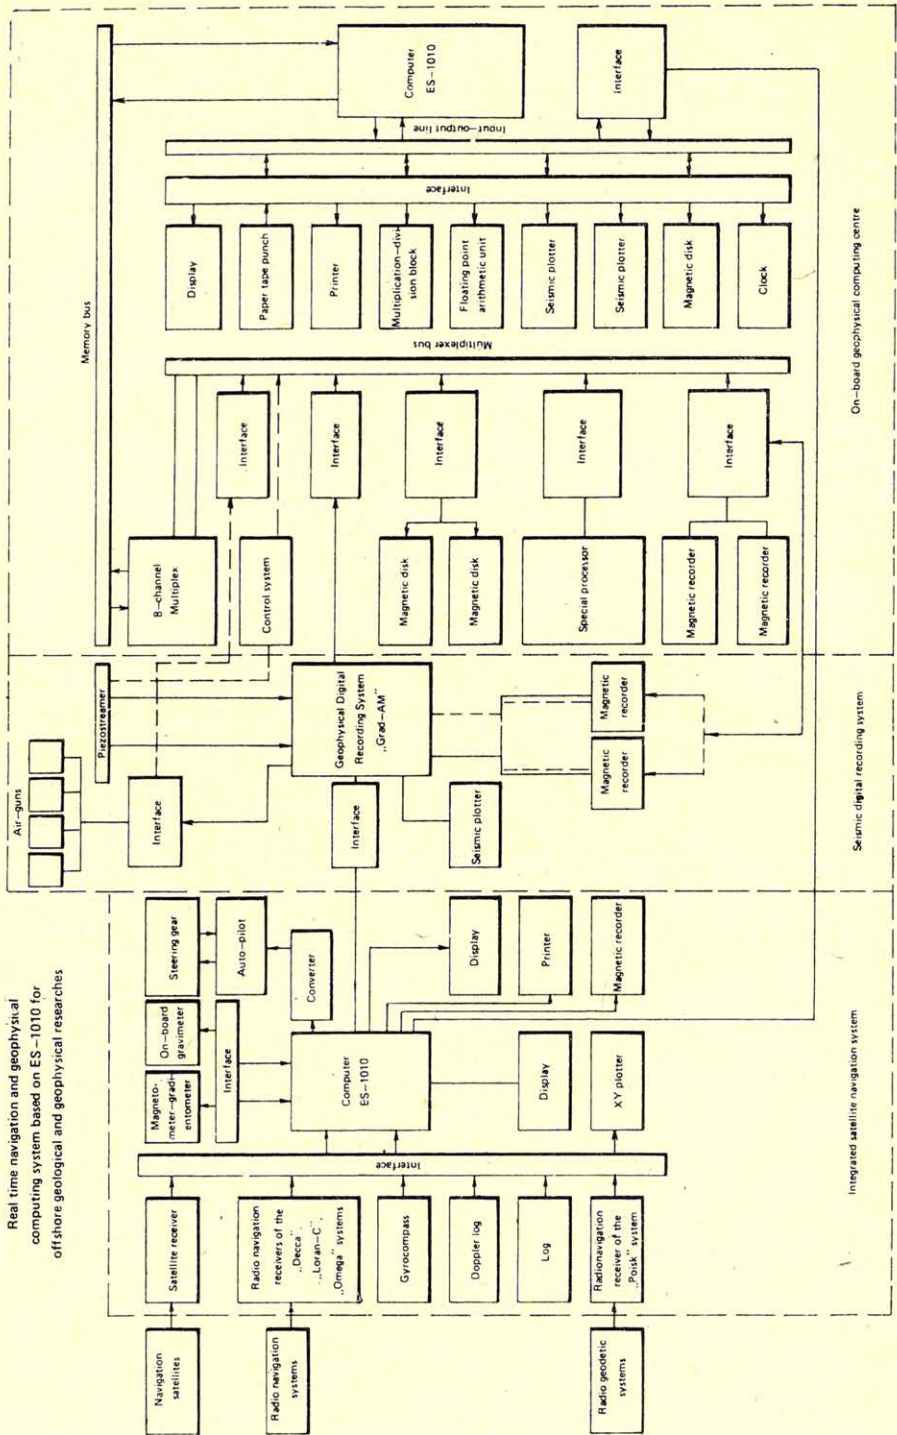 Real time navigation and geophysical
computing system based on ES-1010 for
offshore geological and geophysical researches
Navigation
satellites
Radio navigation
systems
Radio geodetic
systems
Satellite receiver
Radio navigation
receivers of the
„Decca",
„Loran-C",
„Omega" systems
Gyrocompass
Doppler log
Log
Radionavigation
receiver of the
„Poisk" system
Interface
Magneto-
meter-gradi-
entometer
On-board
gravimeter
Steering gear
Interface
Auto-pilot
Converter
Computer
ES-1010
Display
XY plotter
Display
Printer
Magnetic recorder
Integrated satellite navigation system
Air-guns
Piezostreamer
Interface
Interface
Geophysical Digital
Recording System
„Grad-AM"
Seismic plotter
Magnetic
recorder
Magnetic
recorder
Seismic digital recording system
Memory bus
8-channel
Multiplex
Control system
Magnetic disk
Magnetic disk
Special processor
Magnetic recorder
Magnetic recorder
Interface
Interface
Interface
Interface
Interface
Multiplexer bus
Display
Paper tape punch
Printer
Multiplication-divi-
sion block
Floating point
arithmetic unit
Seismic plotter
Seismic plotter
Magnetic disk
Clock
Interface
Input-output line
Computer
ES-1010
Interface
On-board geophysical computing centre